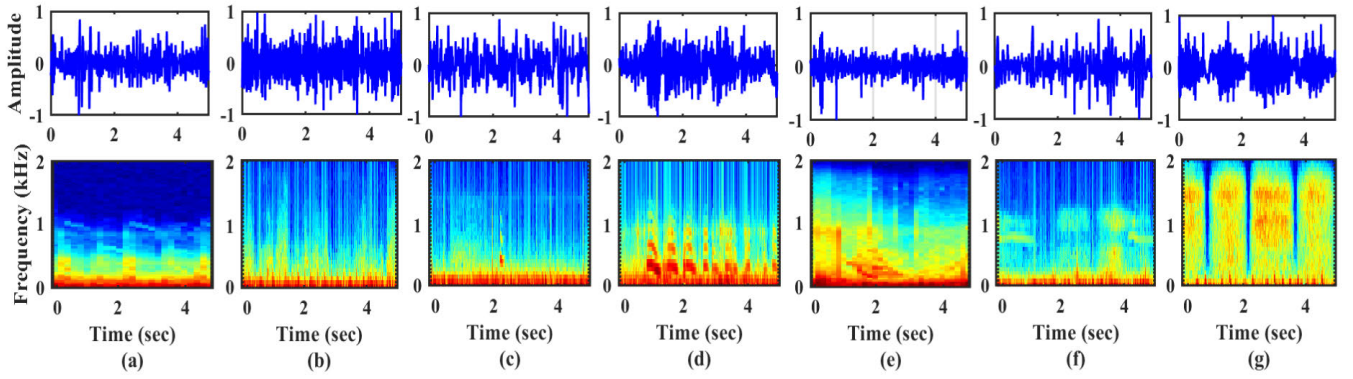 Amplitude
1 1 1 1 1 1 1
0 0 0 0 0 0 0
-1 -1 -1 -1 -1 -1 -1
0 2 4 0 2 4 0 2 4 0 2 4 0 2 4 0 2 4 0 2 4
Frequency (kHz)
2 2 2 2 2 2 2
1 1 1 1 1 1 1
0 0 0 0 0 0 0
0 2 4 0 2 4 0 2 4 0 2 4 0 2 4 0 2 4 0 2 4
Time (sec) Time (sec) Time (sec) Time (sec) Time (sec) Time (sec) Time (sec)
(a) (b) (c) (d) (e) (f) (g)